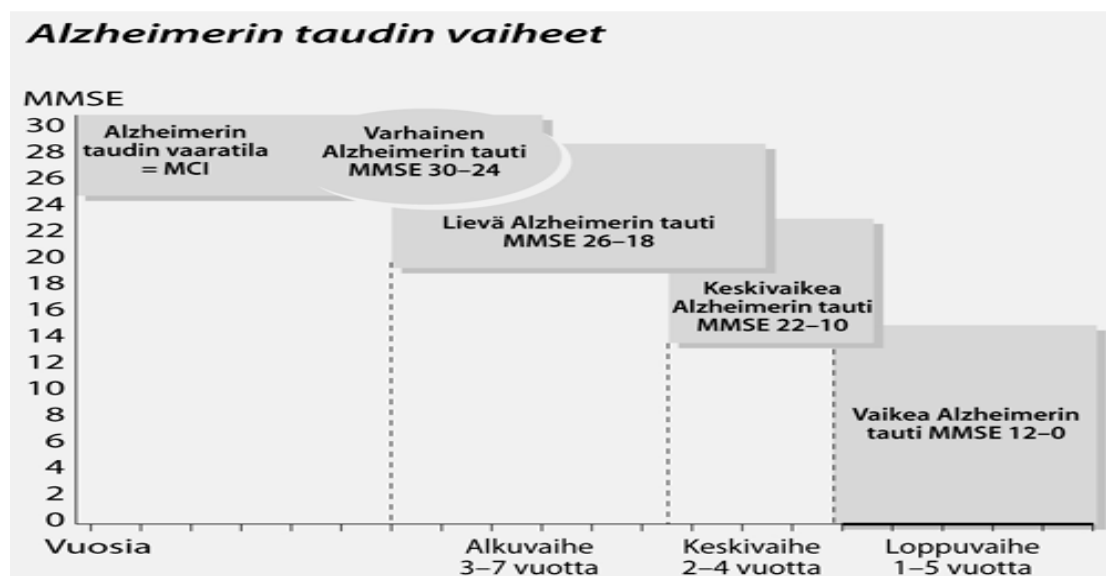 Alzheimerin taudin vaiheet
MMSE
30
28
26
24
22
20
18
16
14
12
10
8
6
4
2
0
Alzheimerin
taudin vaaratila
= MCI
Varhainen
Alzheimerin tauti
MMSE 30–24
Lievä Alzheimerin tauti
MMSE 26–18
Keskivaikea
Alzheimerin tauti
MMSE 22–10
Vaikea Alzheimerin
tauti MMSE 12–0
Vuosia
Alkuvaihe
3–7 vuotta
Keskivaihe
2–4 vuotta
Loppuvaihe
1–5 vuotta